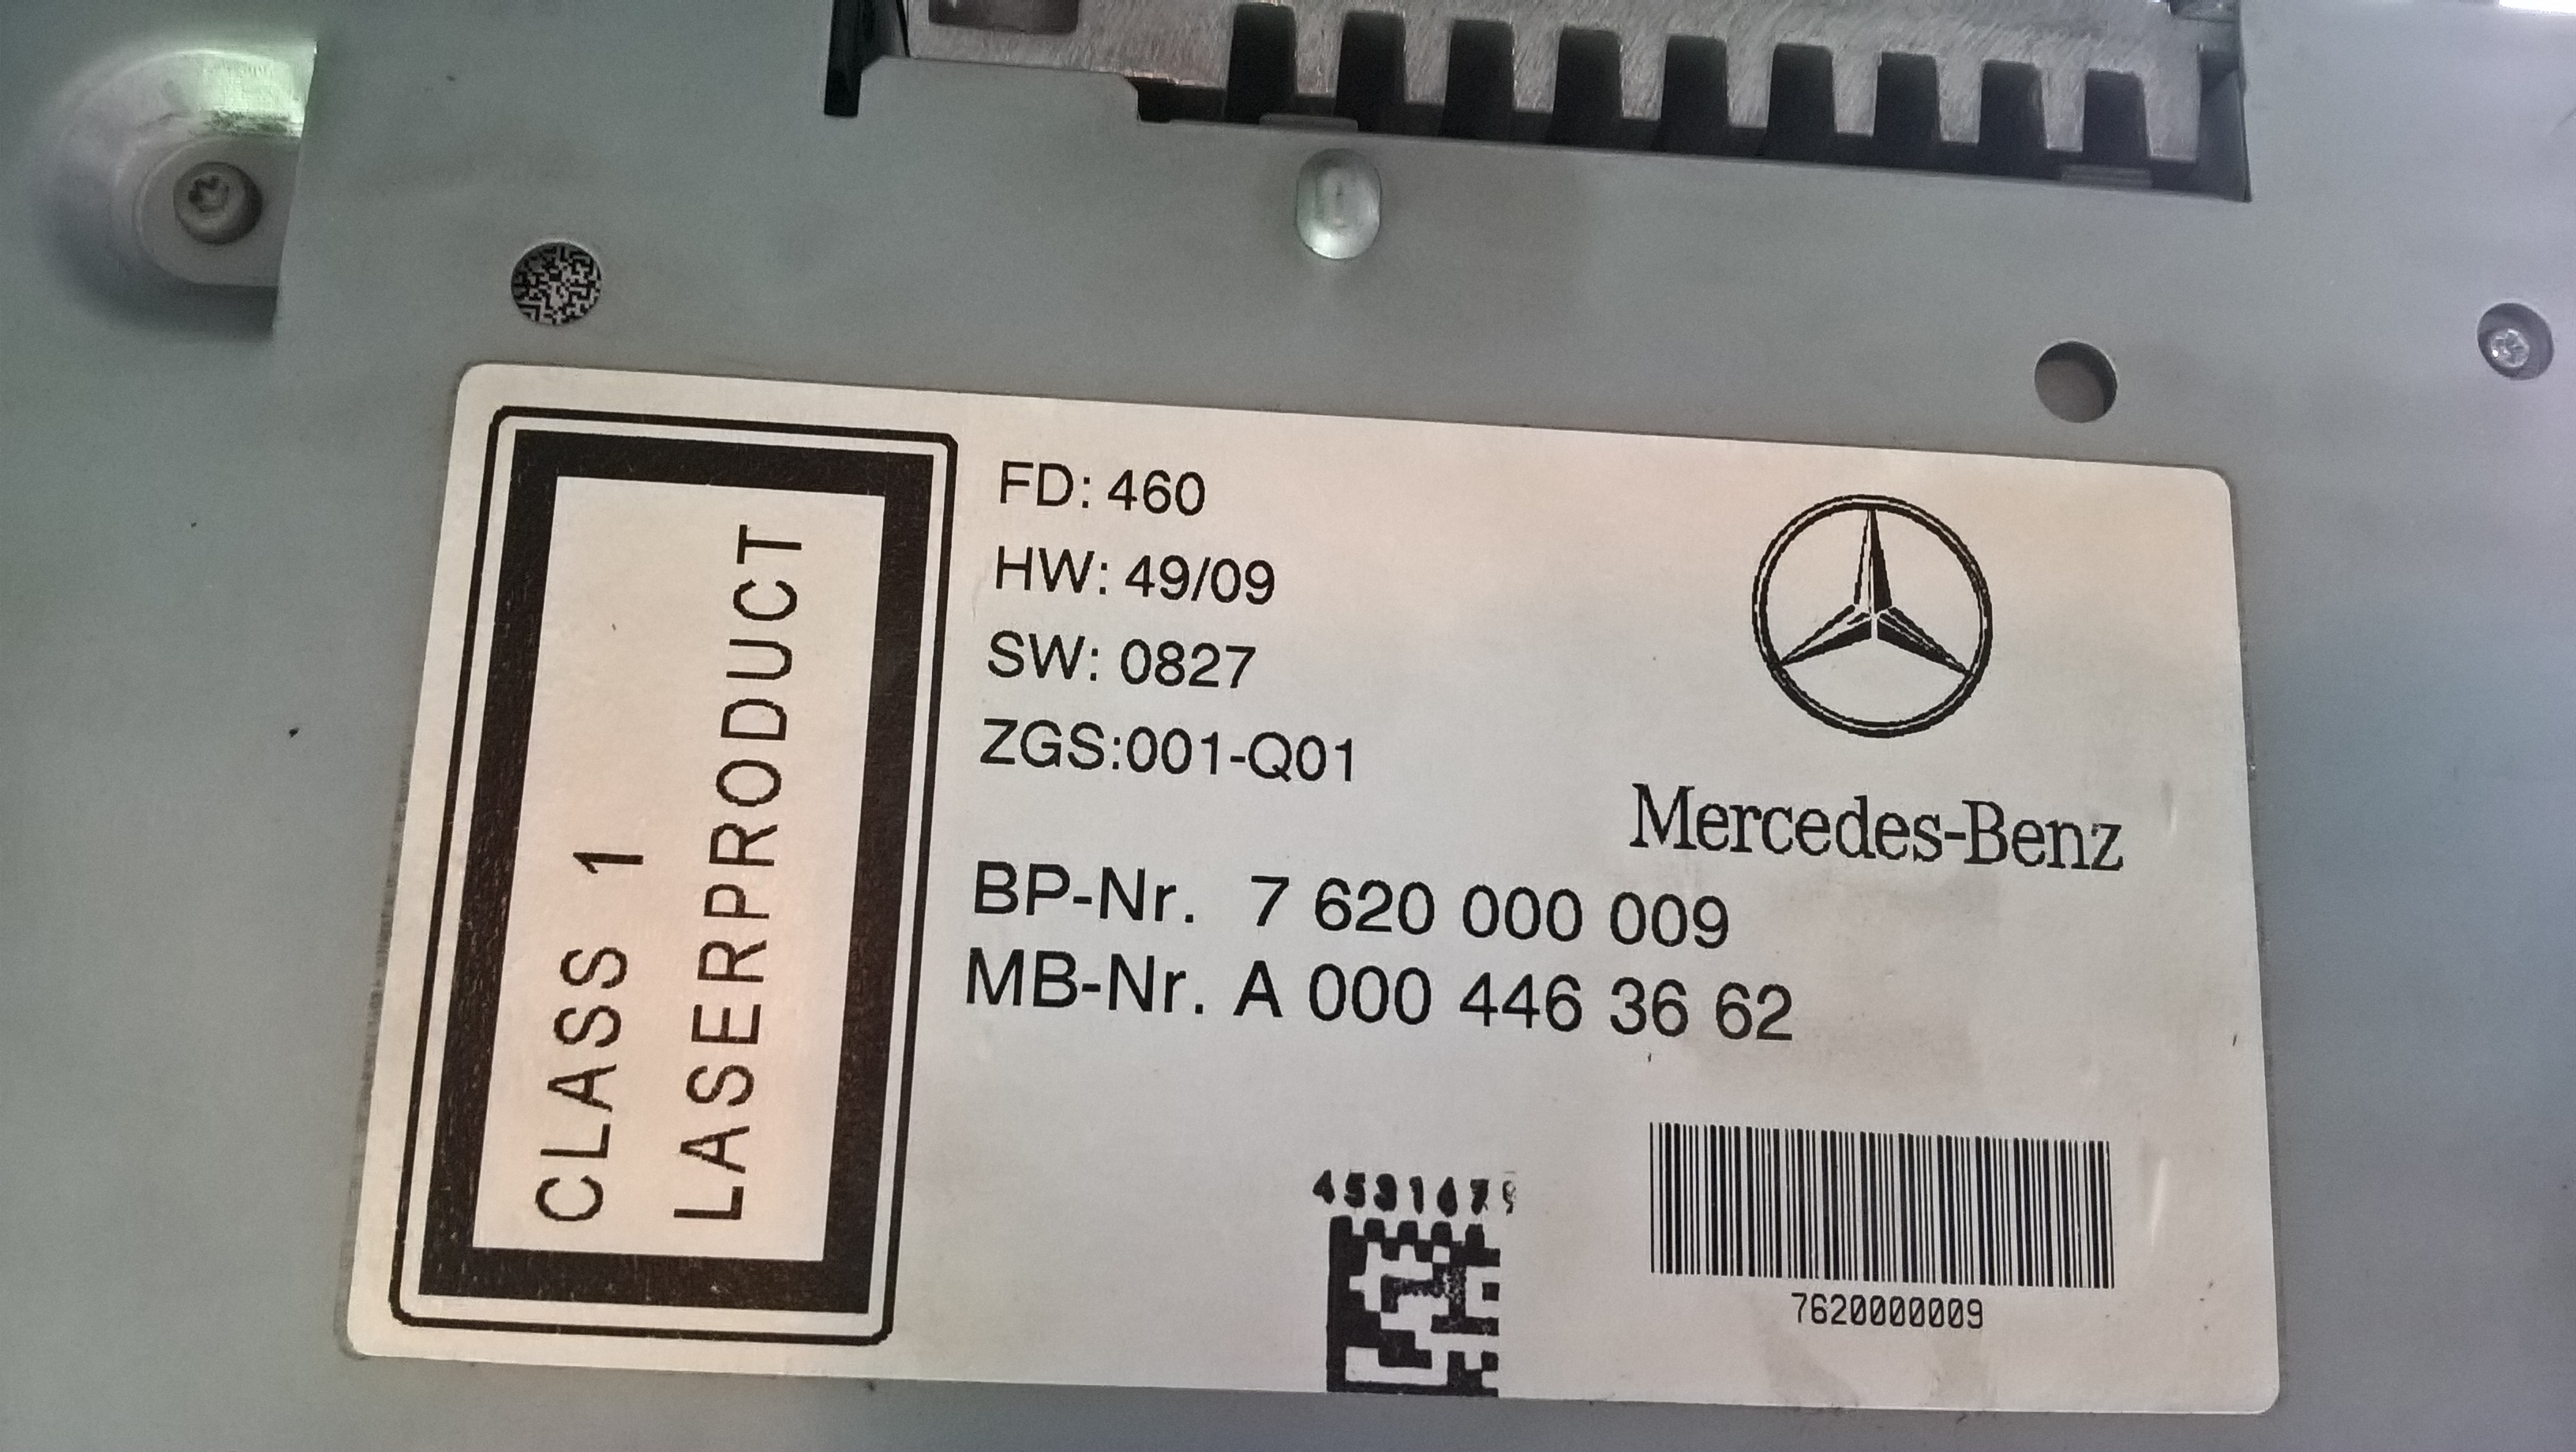 CLASS 1
LASERPRODUCT
FD: 460
HW: 49/09
SW: 0827
ZGS:001-Q01
Mercedes-Benz
BP-Nr. 7 620 000 009
MB-Nr. A 000 446 36 62
7620000009